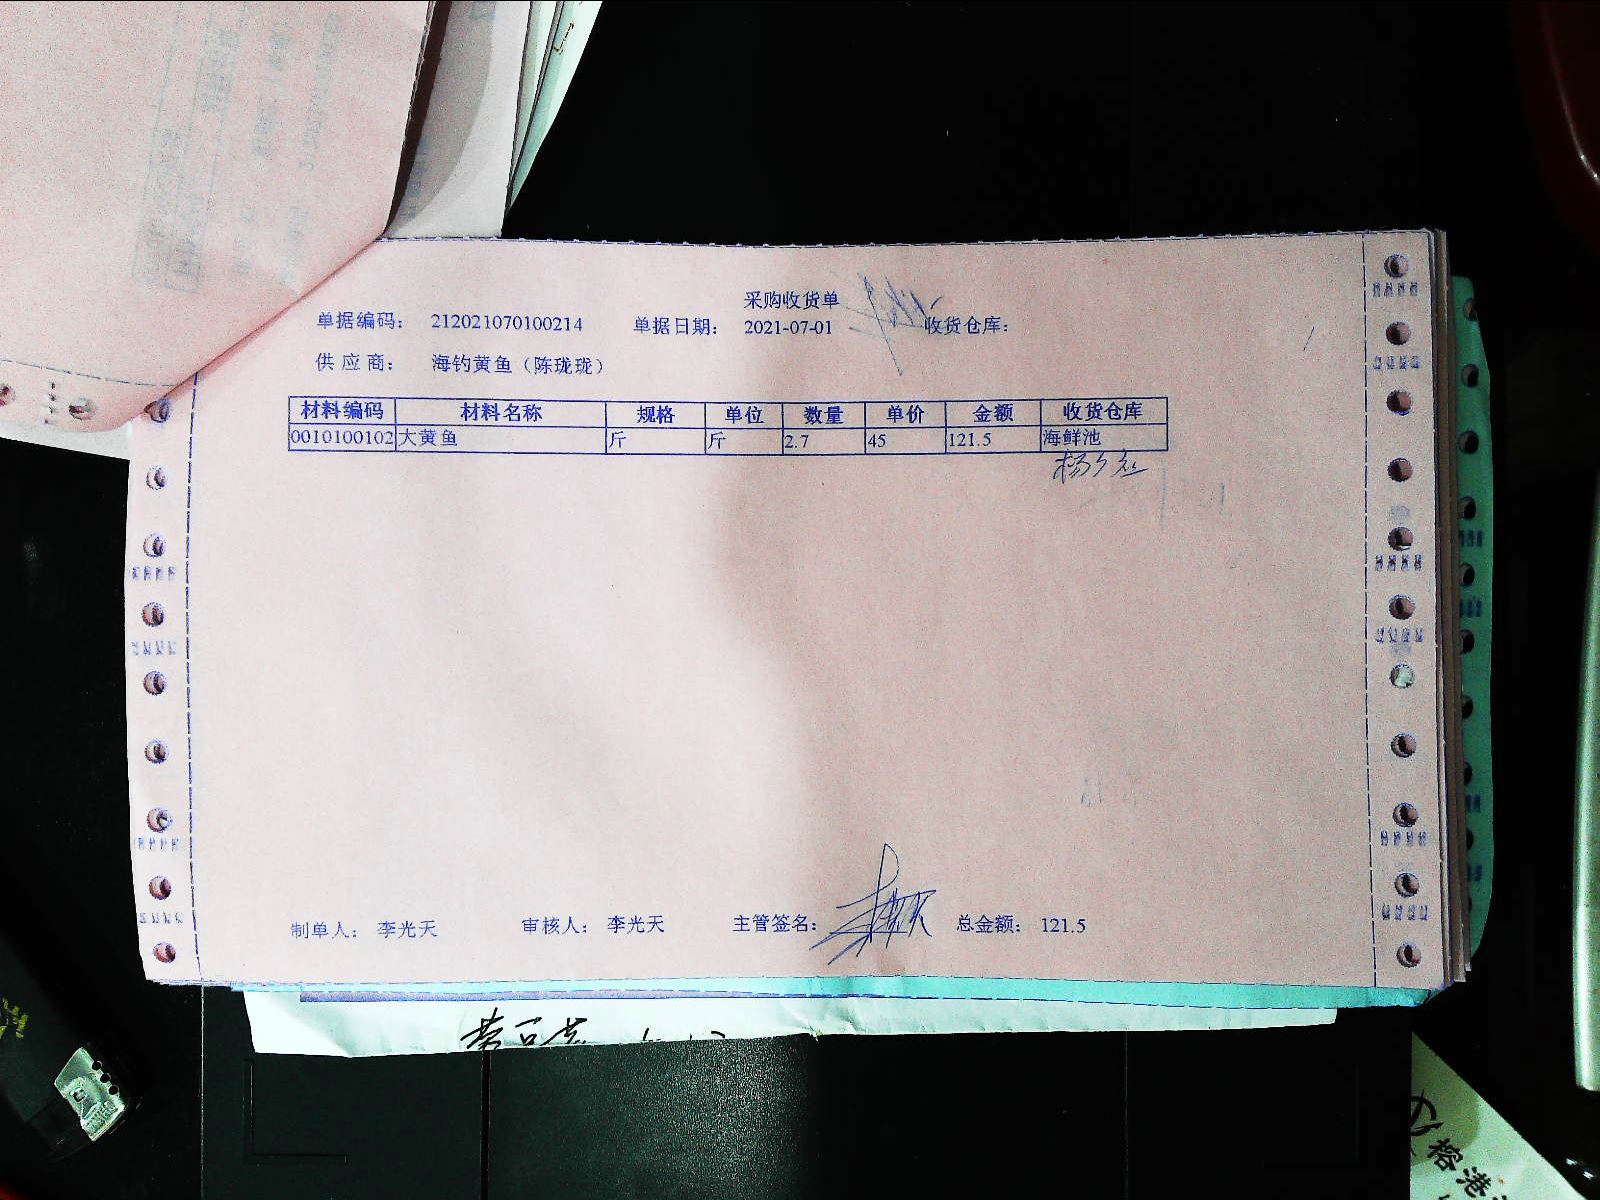 采购收货单
单据编码： 212021070100214 单据日期： 2021-07-01 收货仓库：
供 应 商： 海钓黄鱼（陈珑珑）
材料编码 材料名称 规格 单位 数量 单价 金额 收货仓库
0010100102 大黄鱼 斤 斤 2.7 45 121.5 海鲜池
制单人： 李光天 审核人： 李光天 主管签名： 总金额： 121.5
榕港